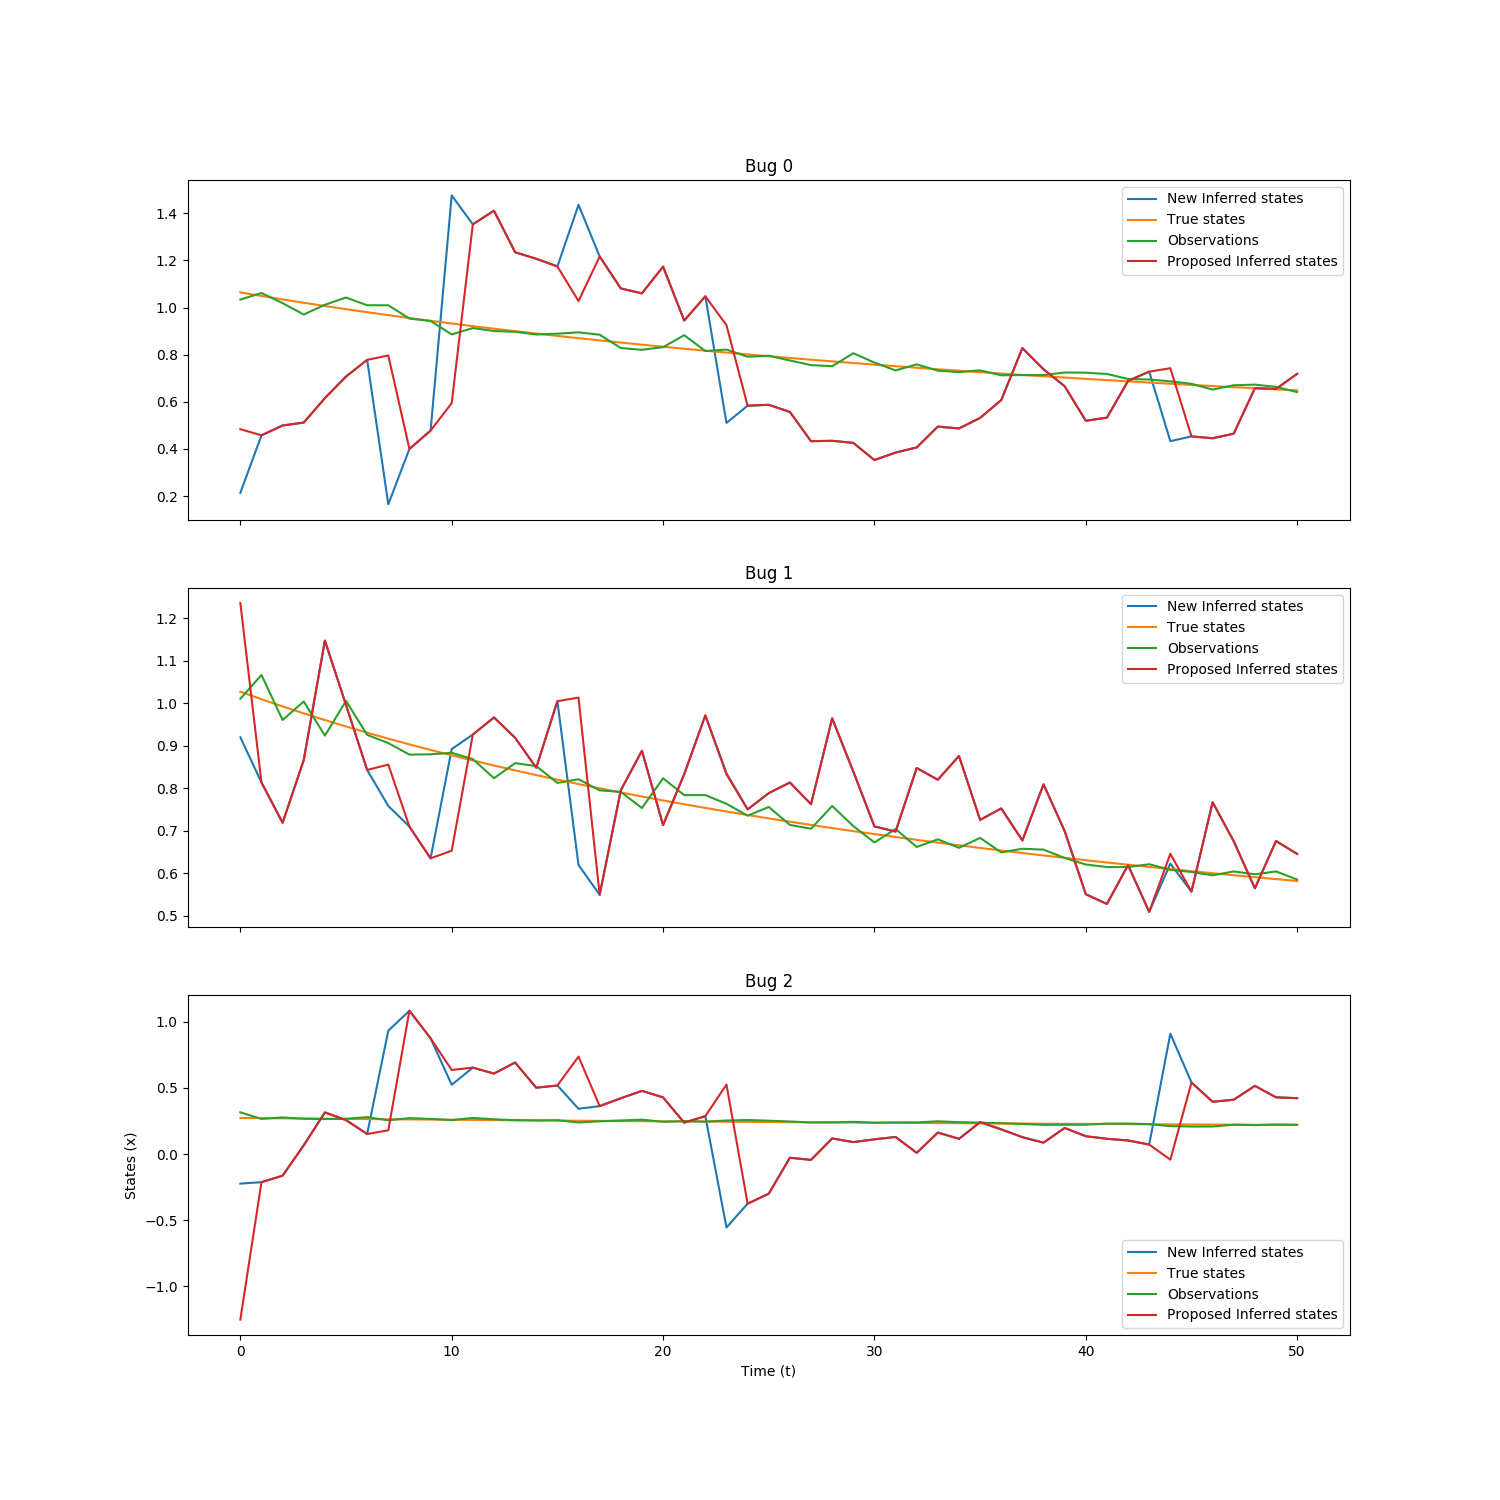 Bug 0
1.4
1.2
1.0
0.8
0.6
0.4
0.2
New Inferred states
True states
Observations
Proposed Inferred states
Bug 1
1.2
1.1
1.0
0.9
0.8
0.7
0.6
0.5
New Inferred states
True states
Observations
Proposed Inferred states
Bug 2
States (x)
1.0
0.5
0.0
−0.5
−1.0
New Inferred states
True states
Observations
Proposed Inferred states
0 10 20 30 40 50
Time (t)